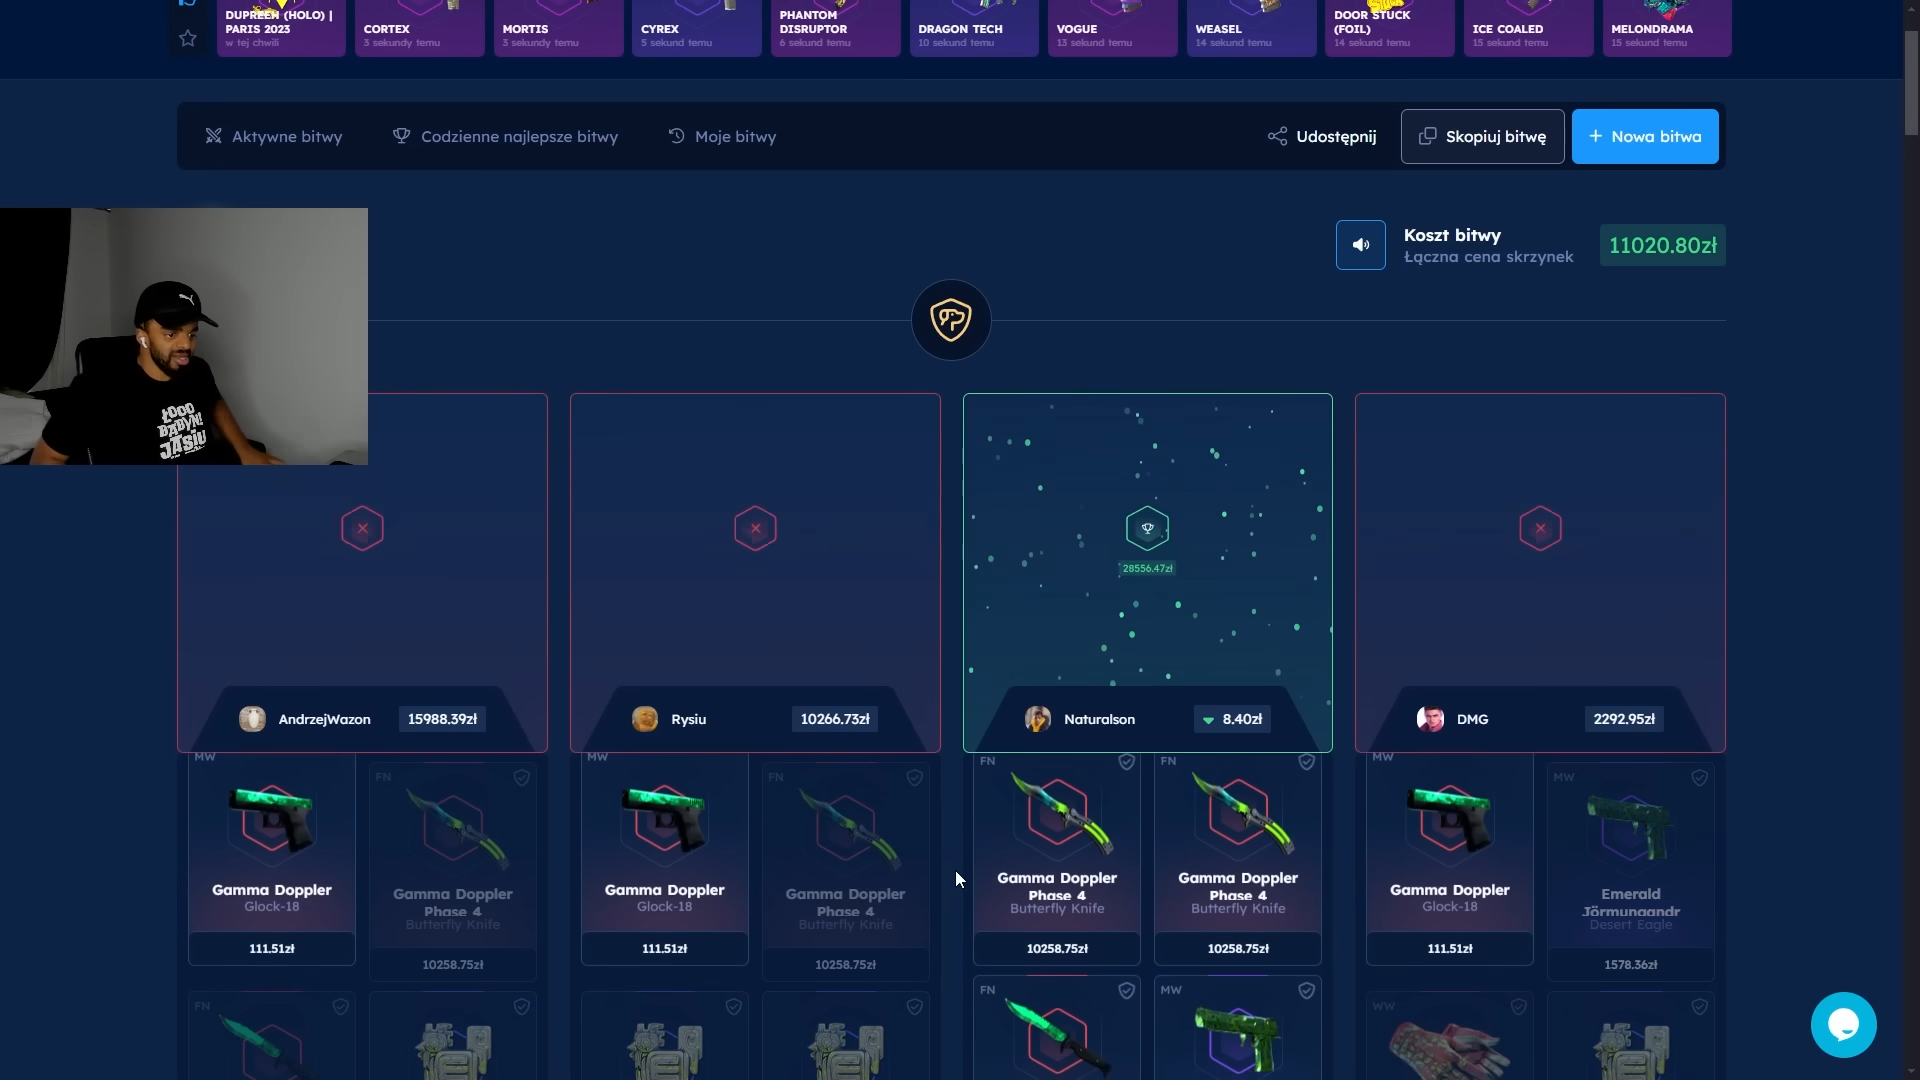 DUPREEH (HOLO) |
PARIS 2023
w tej chwili
CORTEX
3 sekundy temu
MORTIS
3 sekundy temu
CYREX
5 sekund temu
PHANTOM
DISRUPTOR
6 sekund temu
DRAGON TECH
10 sekund temu
VOGUE
13 sekund temu
WEASEL
14 sekund temu
DOOR STUCK
(FOIL)
14 sekund temu
ICE COALED
15 sekund temu
MELONDRAMA
15 sekund temu
Aktywne bitwy
Codzienne najlepsze bitwy
Moje bitwy
Udostępnij
Skopiuj bitwę
+ Nowa bitwa
Koszt bitwy
Łączna cena skrzynek
11020.80zł
ŁOOO
BABYN!
JASIU
28556.47zł
AndrzejWazon
15988.39zł
Rysiu
10266.73zł
Naturalson
8.40zł
DMG
2292.95zł
MW
Gamma Doppler
Glock-18
111.51zł
FN
Gamma Doppler
Phase 4
Butterfly Knife
10258.75zł
MW
Gamma Doppler
Glock-18
111.51zł
FN
Gamma Doppler
Phase 4
Butterfly Knife
10258.75zł
FN
Gamma Doppler
Phase 4
Butterfly Knife
10258.75zł
Gamma Doppler
Phase 4
Butterfly Knife
10258.75zł
MW
Gamma Doppler
Glock-18
111.51zł
MW
Emerald
Jörmungandr
Desert Eagle
1578.36zł
FN
FN
MW
WW